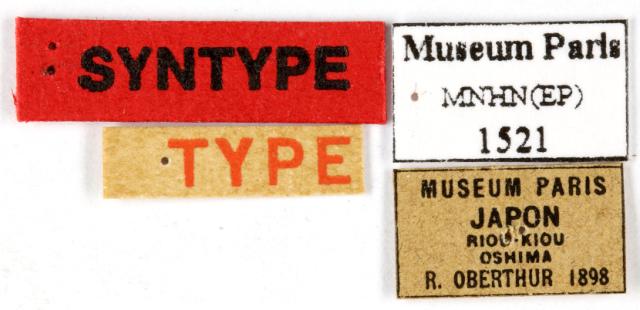 SYNTYPE
TYPE
Museum Paris
MNHN(EP)
1521
MUSEUM PARIS
JAPON
RIOU-KIOU
OSHIMA
R. OBERTHUR 1898